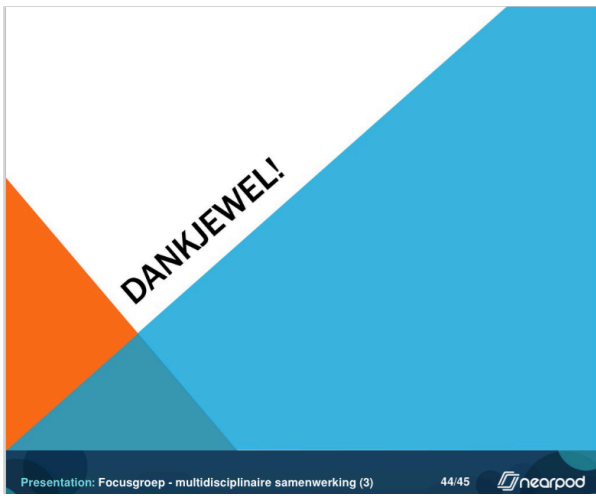 DANKJEWEL!
Presentation: Focusgroep - multidisciplinaire samenwerking (3) 44/45 nearpod